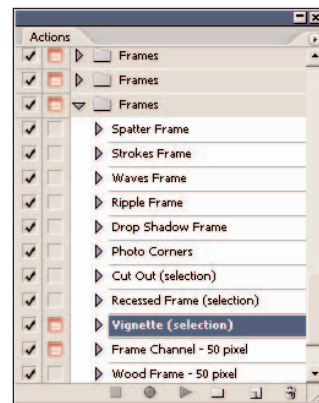 Actions
Frames
Frames
Frames
Spatter Frame
Strokes Frame
Waves Frame
Ripple Frame
Drop Shadow Frame
Photo Corners
Cut Out (selection)
Recessed Frame (selection)
Vignette (selection)
Frame Channel - 50 pixel
Wood Frame - 50 pixel